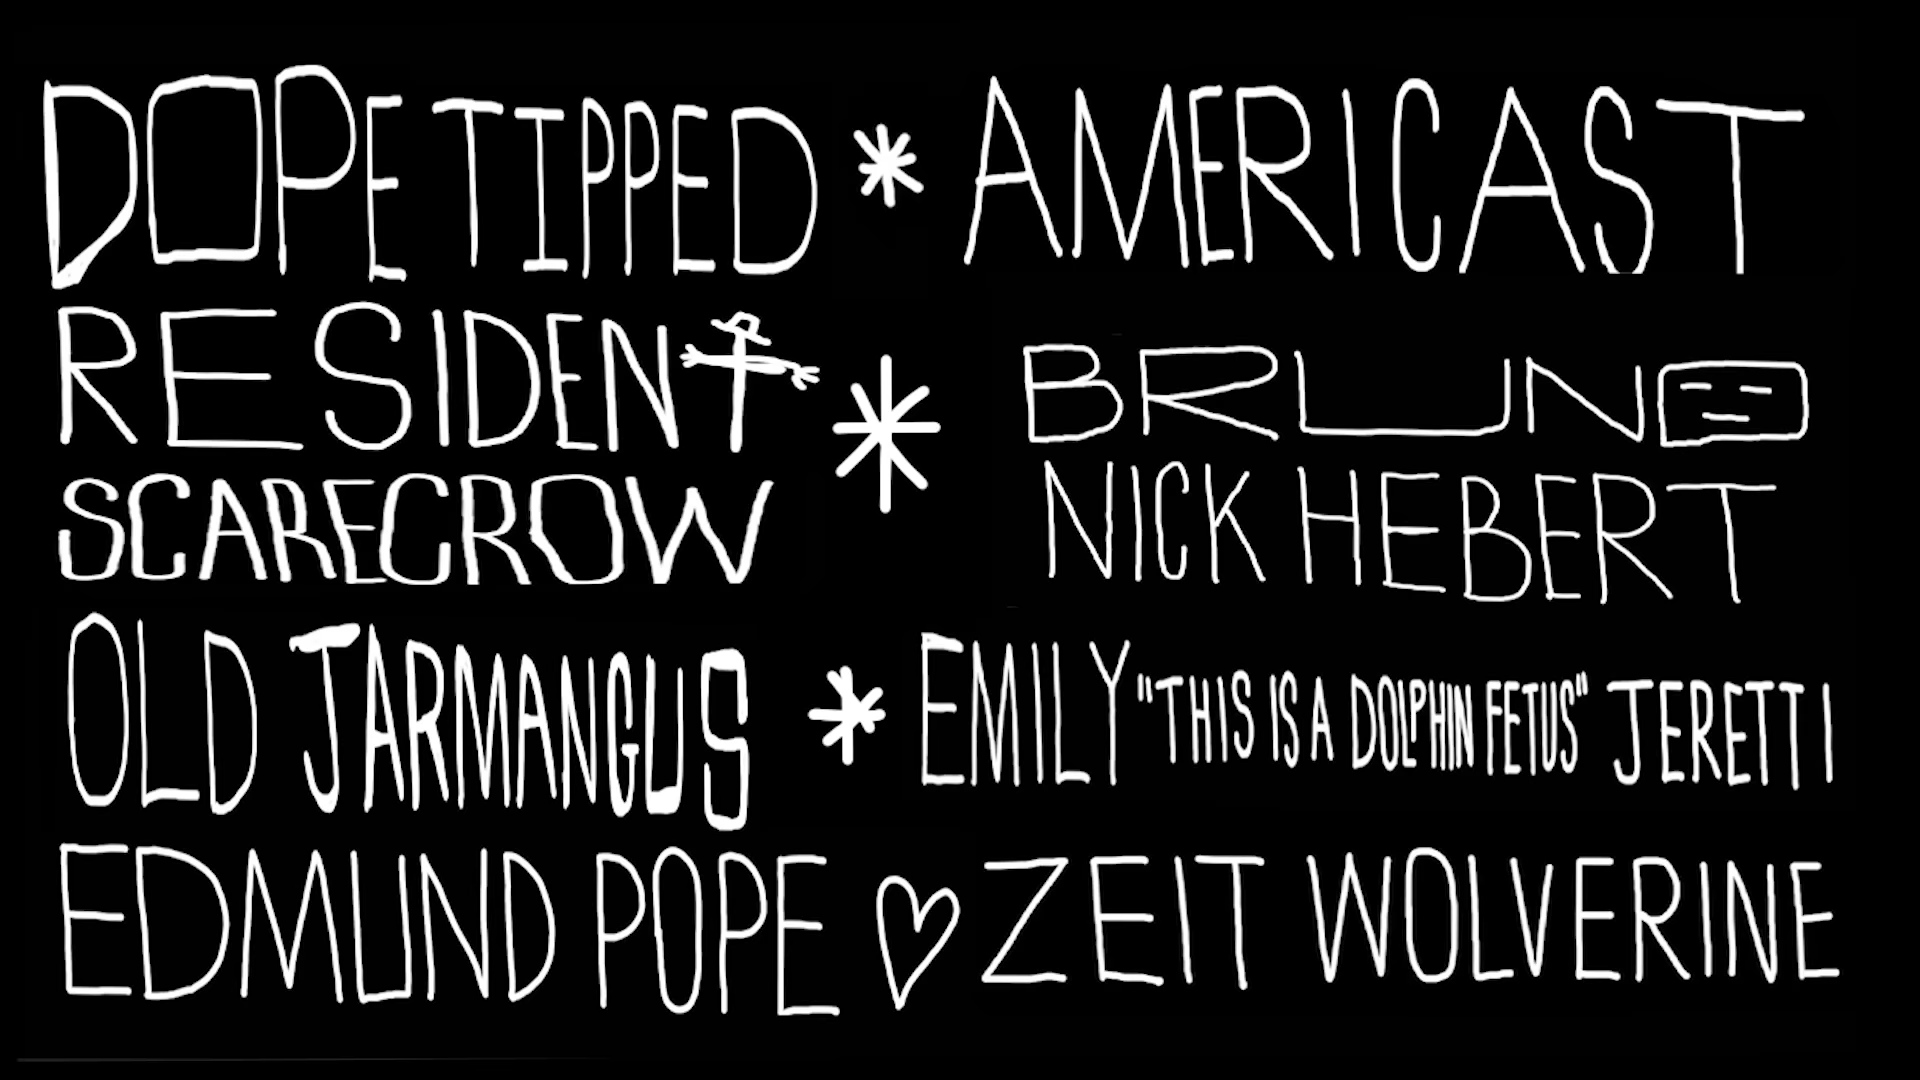 DOPE TIPPED * AMERICAST
RESIDENT
SCARECROW * BRUNO
NICK HEBERT
OLD JARMANGUS * EMILY "THIS IS A DOLPHIN FETUS" JERETTI
EDMUND POPE ♡ ZEIT WOLVERINE